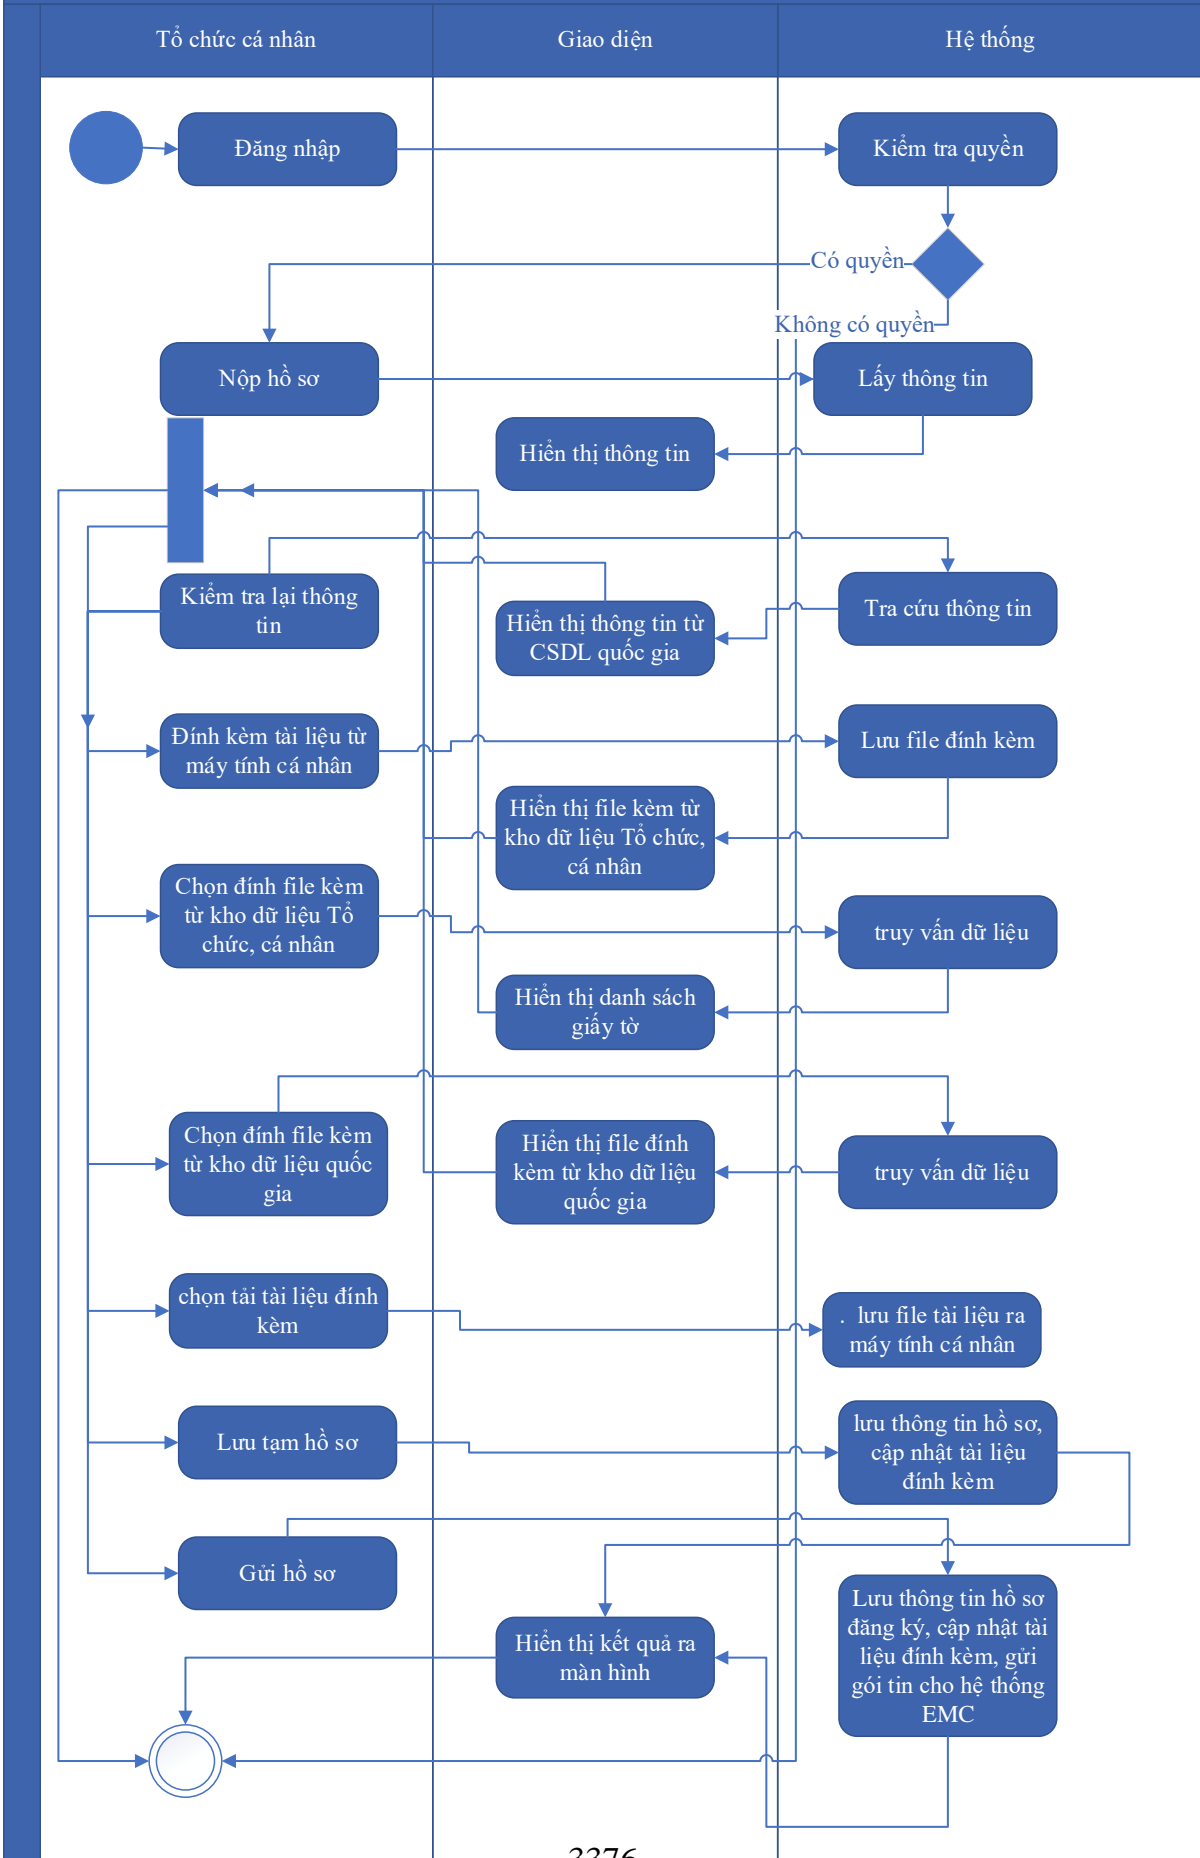 Tổ chức cá nhân
Giao diện
Hệ thống
Đăng nhập
Kiểm tra quyền
Có quyền
Không có quyền
Nộp hồ sơ
Lấy thông tin
Hiển thị thông tin
Kiểm tra lại thông
tin
Hiển thị thông tin từ
CSDL quốc gia
Tra cứu thông tin
Đính kèm tài liệu từ
máy tính cá nhân
Lưu file đính kèm
Hiển thị file kèm từ
kho dữ liệu Tổ chức,
cá nhân
Chọn đính file kèm
từ kho dữ liệu Tổ
chức, cá nhân
truy vấn dữ liệu
Hiển thị danh sách
giấy tờ
Chọn đính file kèm
từ kho dữ liệu quốc
gia
Hiển thị file đính
kèm từ kho dữ liệu
quốc gia
truy vấn dữ liệu
chọn tải tài liệu đính
kèm
. lưu file tài liệu ra
máy tính cá nhân
Lưu tạm hồ sơ
lưu thông tin hồ sơ,
cập nhật tài liệu
đính kèm
Gửi hồ sơ
Lưu thông tin hồ sơ
đăng ký, cập nhật tài
liệu đính kèm, gửi
gói tin cho hệ thống
EMC
Hiển thị kết quả ra
màn hình
3376